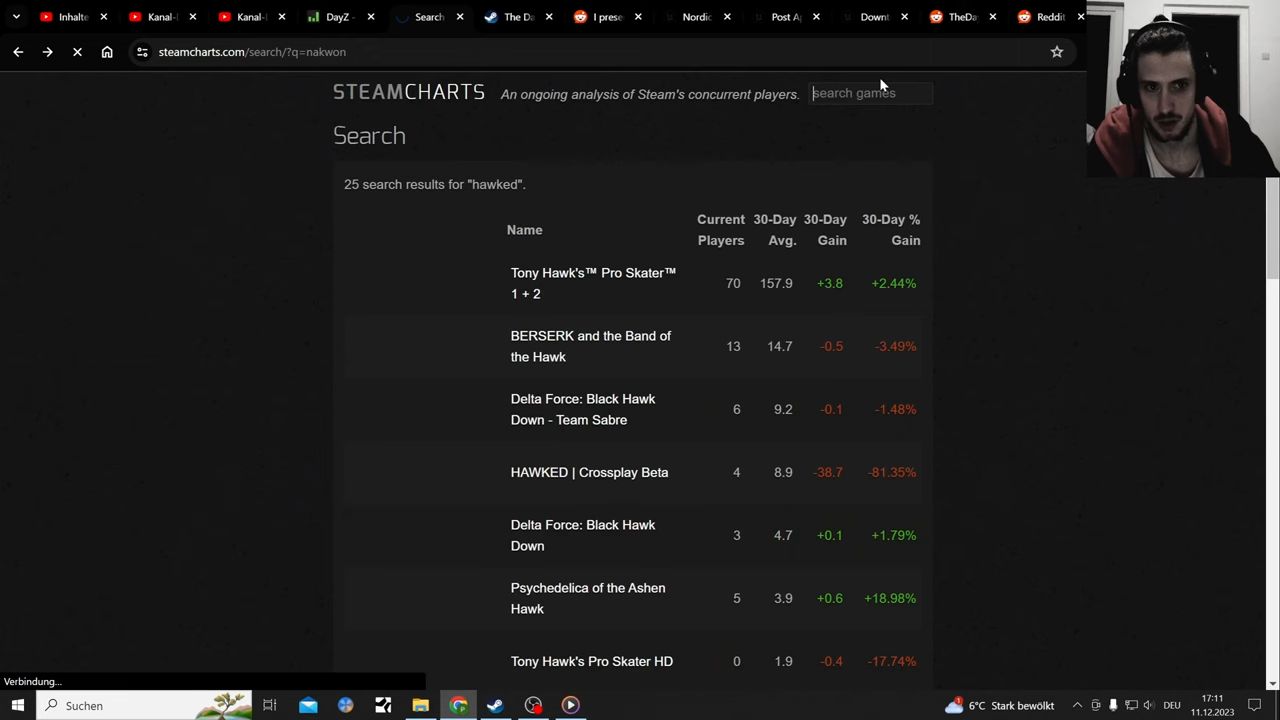 Inhalte
Kanal-
Kanal-
DayZ -
Search
The Da
I prese
Nordic
Post A
Downt
TheDay
Reddit
steamcharts.com/search/?q=nakwon
STEAMCHARTS An ongoing analysis of Steam's concurrent players. search games
Search
25 search results for "hawked".
Name Current Players 30-Day Avg. 30-Day Gain 30-Day % Gain
Tony Hawk's™ Pro Skater™ 1 + 2 70 157.9 +3.8 +2.44%
BERSERK and the Band of the Hawk 13 14.7 -0.5 -3.49%
Delta Force: Black Hawk Down - Team Sabre 6 9.2 -0.1 -1.48%
HAWKED | Crossplay Beta 4 8.9 -38.7 -81.35%
Delta Force: Black Hawk Down 3 4.7 +0.1 +1.79%
Psychedelica of the Ashen Hawk 5 3.9 +0.6 +18.98%
Tony Hawk's Pro Skater HD 0 1.9 -0.4 -17.74%
Verbindung...
Suchen
1
6°C Stark bewölkt
DEU
17:11
11.12.2023